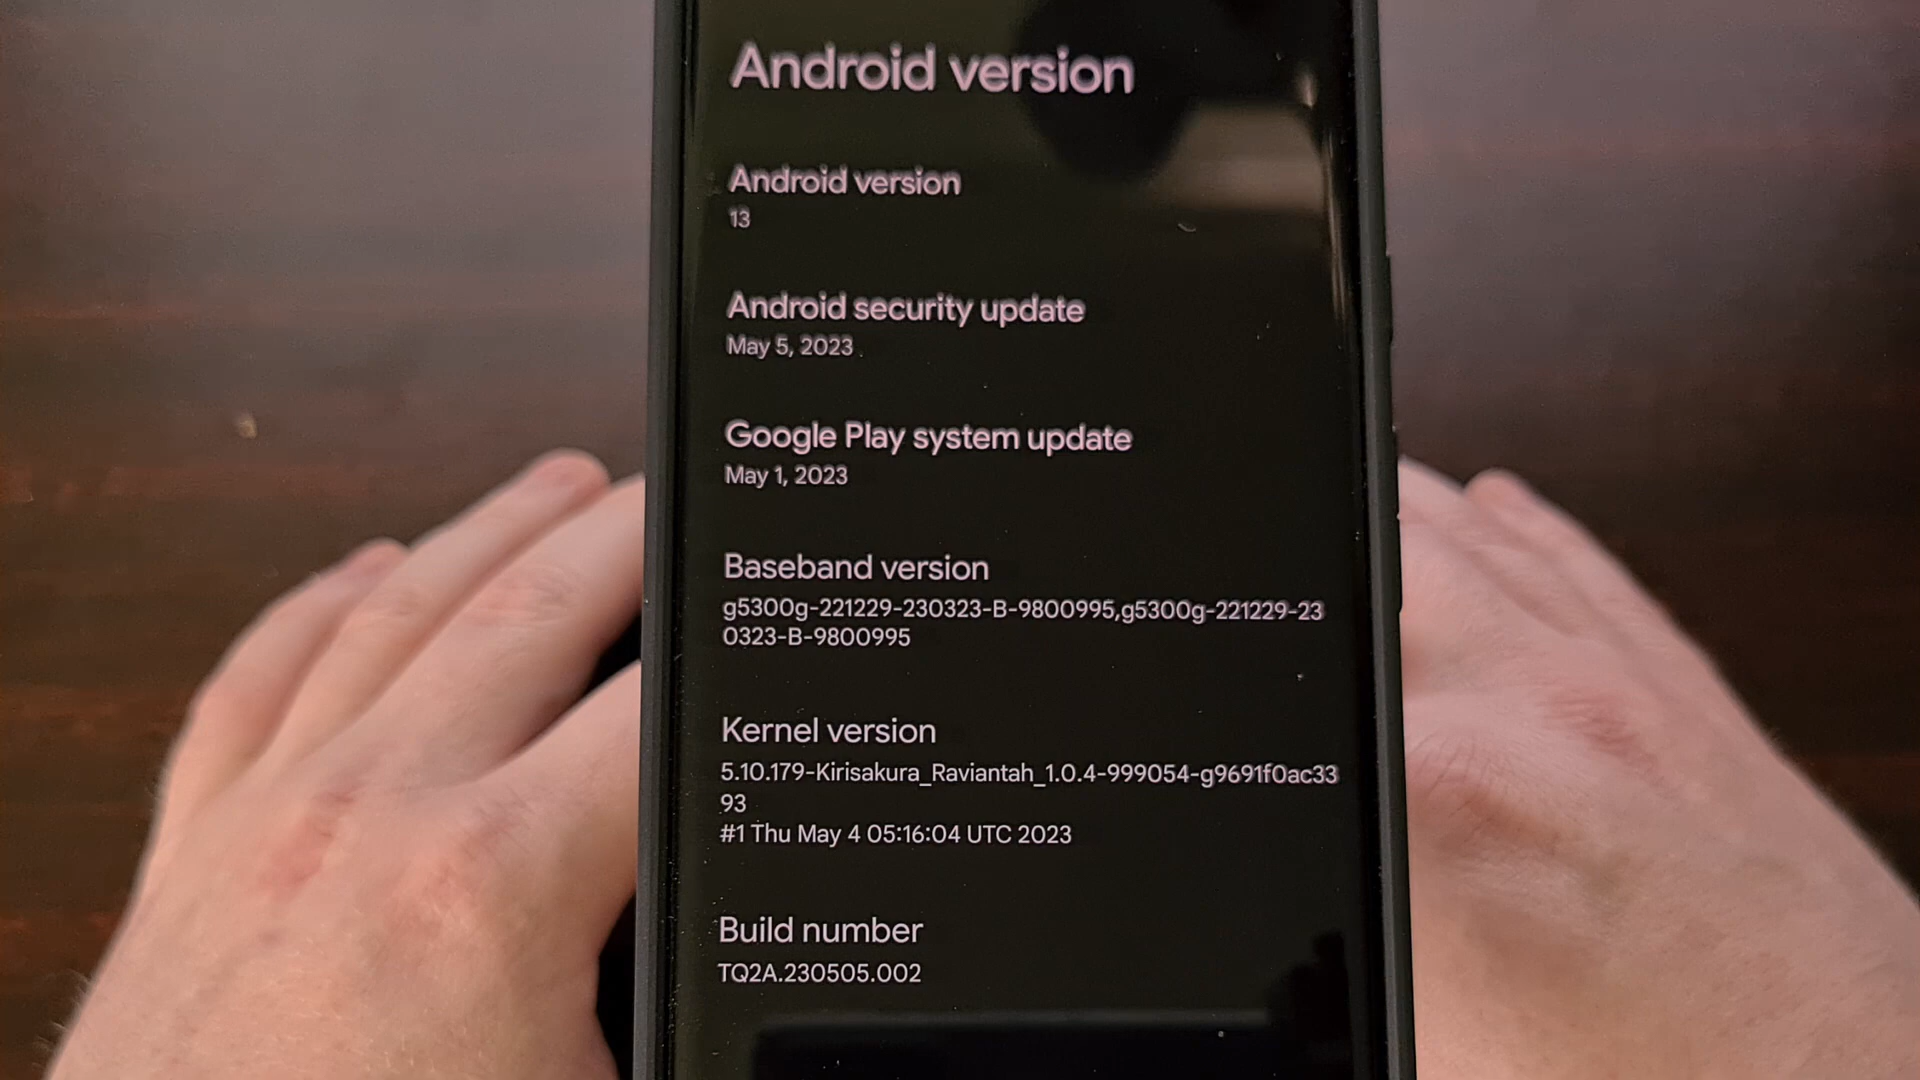 Android version
Android version
13
Android security update
May 5, 2023
Google Play system update
May 1, 2023
Baseband version
g5300g-221229-230323-B-9800995,g5300g-221229-23
0323-B-9800995
Kernel version
5.10.179-Kirisakura_Raviantah_1.0.4-999054-g9691f0ac33
93
#1 Thu May 4 05:16:04 UTC 2023
Build number
TQ2A.230505.002